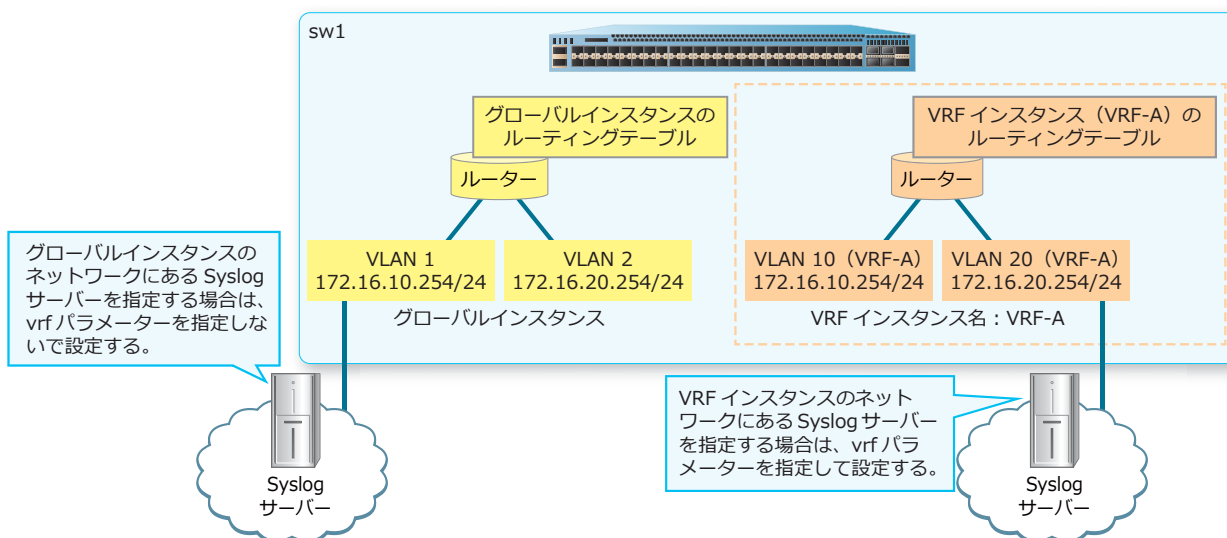 sw1
グローバルインスタンスの
ルーティングテーブル
ルーター
VRF インスタンス（VRF-A）の
ルーティングテーブル
ルーター
VLAN 1
172.16.10.254/24
VLAN 2
172.16.20.254/24
グローバルインスタンス
VLAN 10（VRF-A）
172.16.10.254/24
VLAN 20（VRF-A）
172.16.20.254/24
VRF インスタンス名：VRF-A
グローバルインスタンスの
ネットワークにある Syslog
サーバーを指定する場合は、
vrf パラメーターを指定しな
いで設定する。
Syslog
サーバー
VRF インスタンスのネット
ワークにある Syslog サーバー
を指定する場合は、vrf パラ
メーターを指定して設定する。
Syslog
サーバー